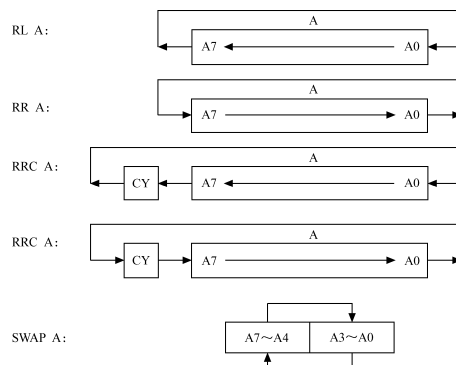 A
RL A:
A7 A0
A
RR A:
A7 A0
A
RRC A:
CY A7 A0
A
RRC A:
CY A7 A0
SWAP A:
A7～A4 A3～A0